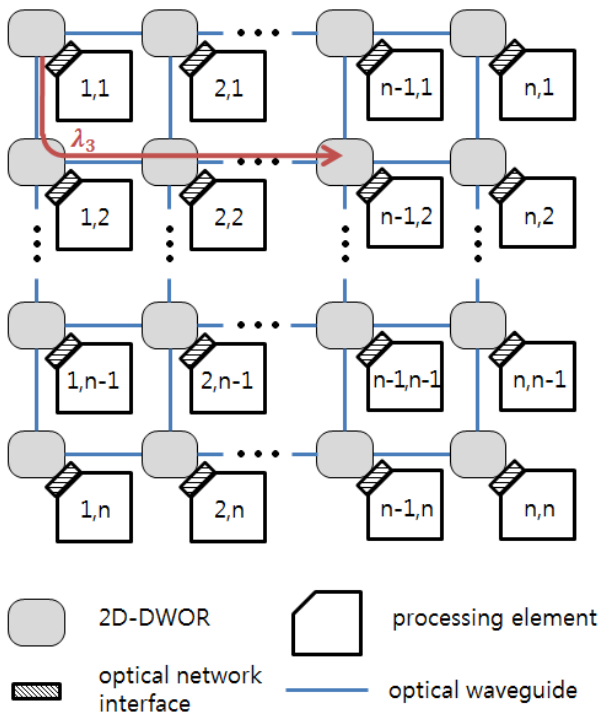 1,1
2,1
n-1,1
n,1
λ₃
1,2
2,2
n-1,2
n,2
1,n-1
2,n-1
n-1,n-1
n,n-1
1,n
2,n
n-1,n
n,n
2D-DWOR
processing element
optical network
interface
optical waveguide